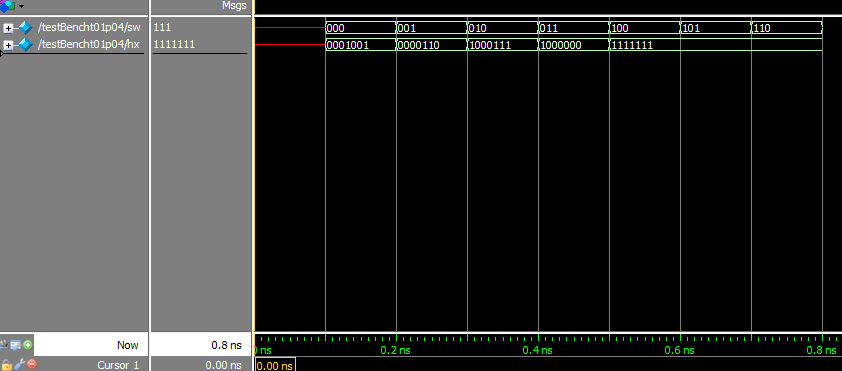 Msgs
/testBencht01p04/sw 111 000 001 010 011 100 101 110
/testBencht01p04/hx 1111111 0001001 0000110 1000111 1000000 1111111
Now 0.8 ns ns 0.2 ns 0.4 ns 0.6 ns 0.8 ns
Cursor 1 0.00 ns 0.00 ns